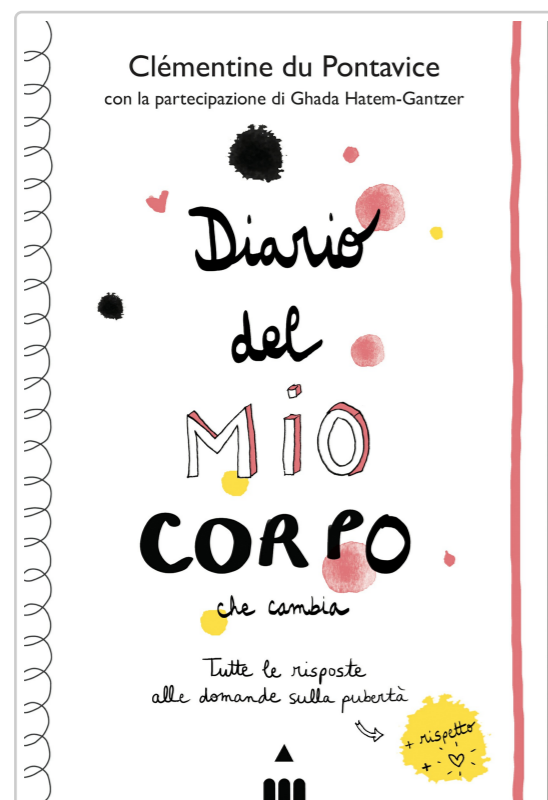 Clémentine du Pontavice
con la partecipazione di Ghada Hatem-Gantzer
Diario
del
MiO
CORPO
che cambia
Tutte le risposte
alle domande sulla pubertà
+ rispetto
+